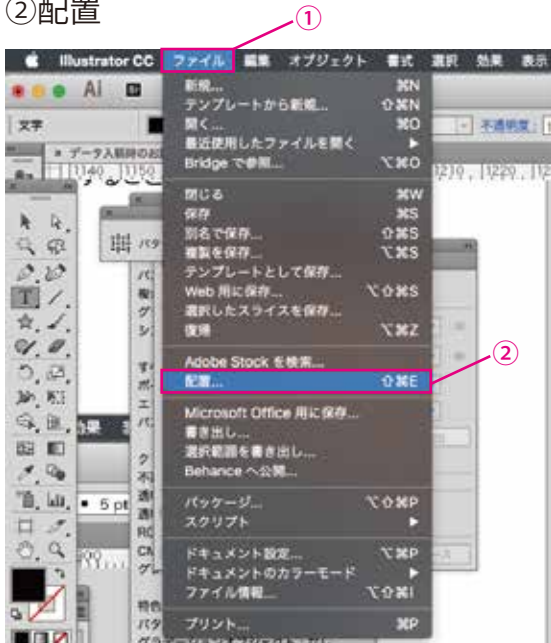 ②配置
①
Illustrator CC ファイル 編集 オブジェクト 書式 選択 効果 表示
Ai
新規... ⌘N
テンプレートから新規... ⇧⌘N
開く... ⌘O
最近使用したファイルを開く ▶
Bridge で参照... ⌥⌘O
閉じる ⌘W
保存 ⌘S
別名で保存... ⇧⌘S
複製を保存... ⌥⌘S
テンプレートとして保存...
Web 用に保存... ⌥⇧⌘S
選択したスライスを保存...
復帰 ⌥⌘Z
Adobe Stock を検索...
②
配置... ⇧⌘E
Microsoft Office 用に保存...
書き出し...
選択範囲を書き出し...
Behance へ公開...
パッケージ... ⌥⇧⌘P
スクリプト ▶
ドキュメント設定... ⌥⌘P
ドキュメントのカラーモード ▶
ファイル情報... ⌥⇧⌘I
プリント... ⌘P
文字
不透明度:
1140 1150
1210 1220
5 pt